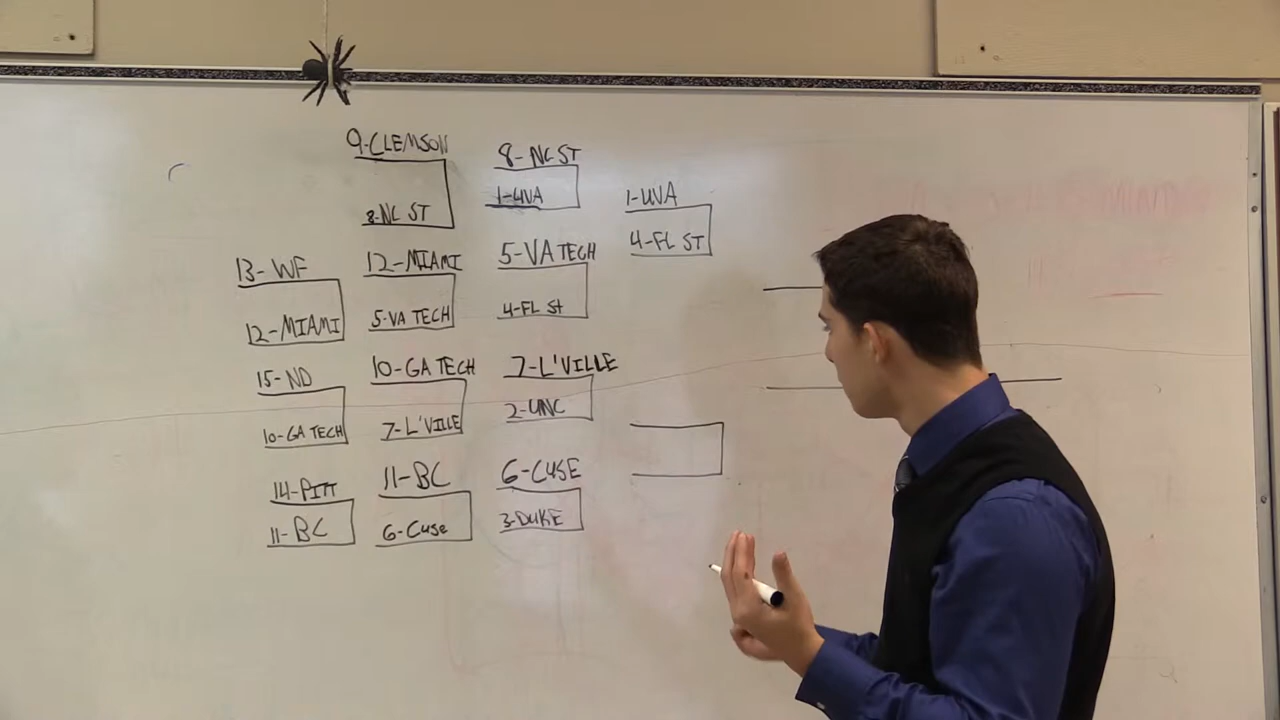 9-CLEMSON
8-NC ST
13-WF
12-MIAMI
15-ND
10-GA TECH
14-PITT
11-BC
12-MIAMI
5-VA TECH
10-GA TECH
7-L'VILLE
11-BC
6-Cuse
8-NC ST
1-UVA
5-VA TECH
4-FL St
7-L'VILLE
2-UNC
6-CUSE
3-DUKE
1-UVA
4-FL ST